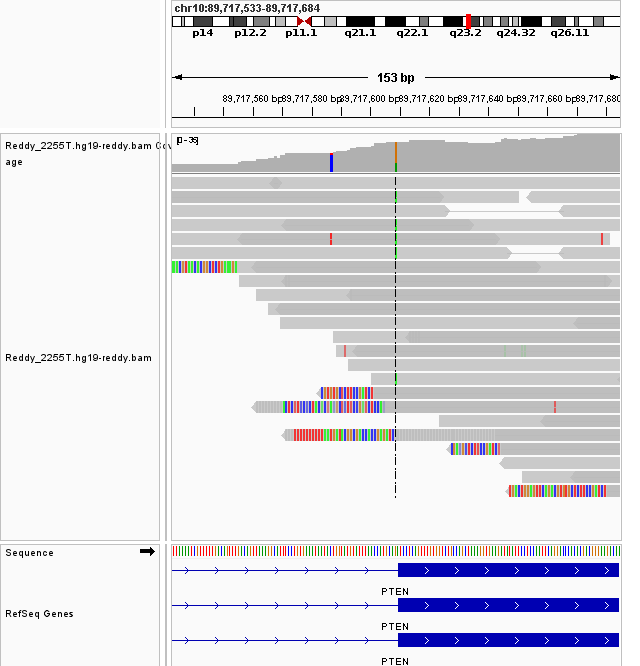 chr10:89,717,533-89,717,684
p14 p12.2 p11.1 q21.1 q22.1 q23.2 q24.32 q26.11
153 bp
89,717,560 bp 89,717,580 bp 89,717,600 bp 89,717,620 bp 89,717,640 bp 89,717,660 bp 89,717,680
Reddy_2255T.hg19-reddy.bam Cov
age
[0-36]
Reddy_2255T.hg19-reddy.bam
Sequence
PTEN
RefSeq Genes
PTEN
PTEN